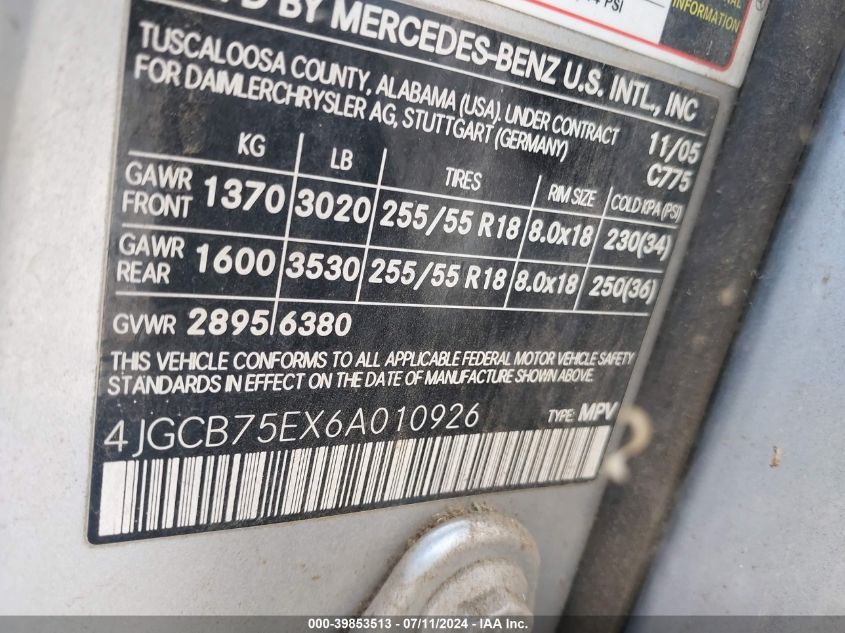 PSI
INFORMATION
BY MERCEDES-BENZ U.S. INTL., INC
TUSCALOOSA COUNTY, ALABAMA (USA). UNDER CONTRACT 11/05
FOR DAIMLERCHRYSLER AG, STUTTGART (GERMANY) C775
KG LB TIRES RIM SIZE COLD KPA (PSI)
GAWR FRONT 1370 3020 255/55 R18 8.0x18 230(34)
GAWR REAR 1600 3530 255/55 R18 8.0x18 250(36)
GVWR 2895 6380
THIS VEHICLE CONFORMS TO ALL APPLICABLE FEDERAL MOTOR VEHICLE SAFETY
STANDARDS IN EFFECT ON THE DATE OF MANUFACTURE SHOWN ABOVE.
4JGCB75EX6A010926 TYPE: MPV
000-39853513 / 07/11/2024 - IAA, Inc.